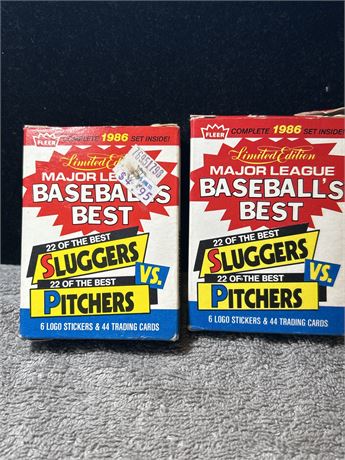 FLEER COMPLETE 1986 SET INSIDE!
Limited Ed
MAJOR LEAGUE
BASEBALL'S
BEST
22 OF THE BEST
SLUGGERS
VS.
22 OF THE BEST
PITCHERS
6 LOGO STICKERS & 44 TRADING CARDS
FLEER COMPLETE 1986 SET INSIDE!
Limited Edition
MAJOR LEAGUE
BASEBALL'S
BEST
22 OF THE BEST
SLUGGERS
VS.
22 OF THE BEST
PITCHERS
6 LOGO STICKERS & 44 TRADING CARDS